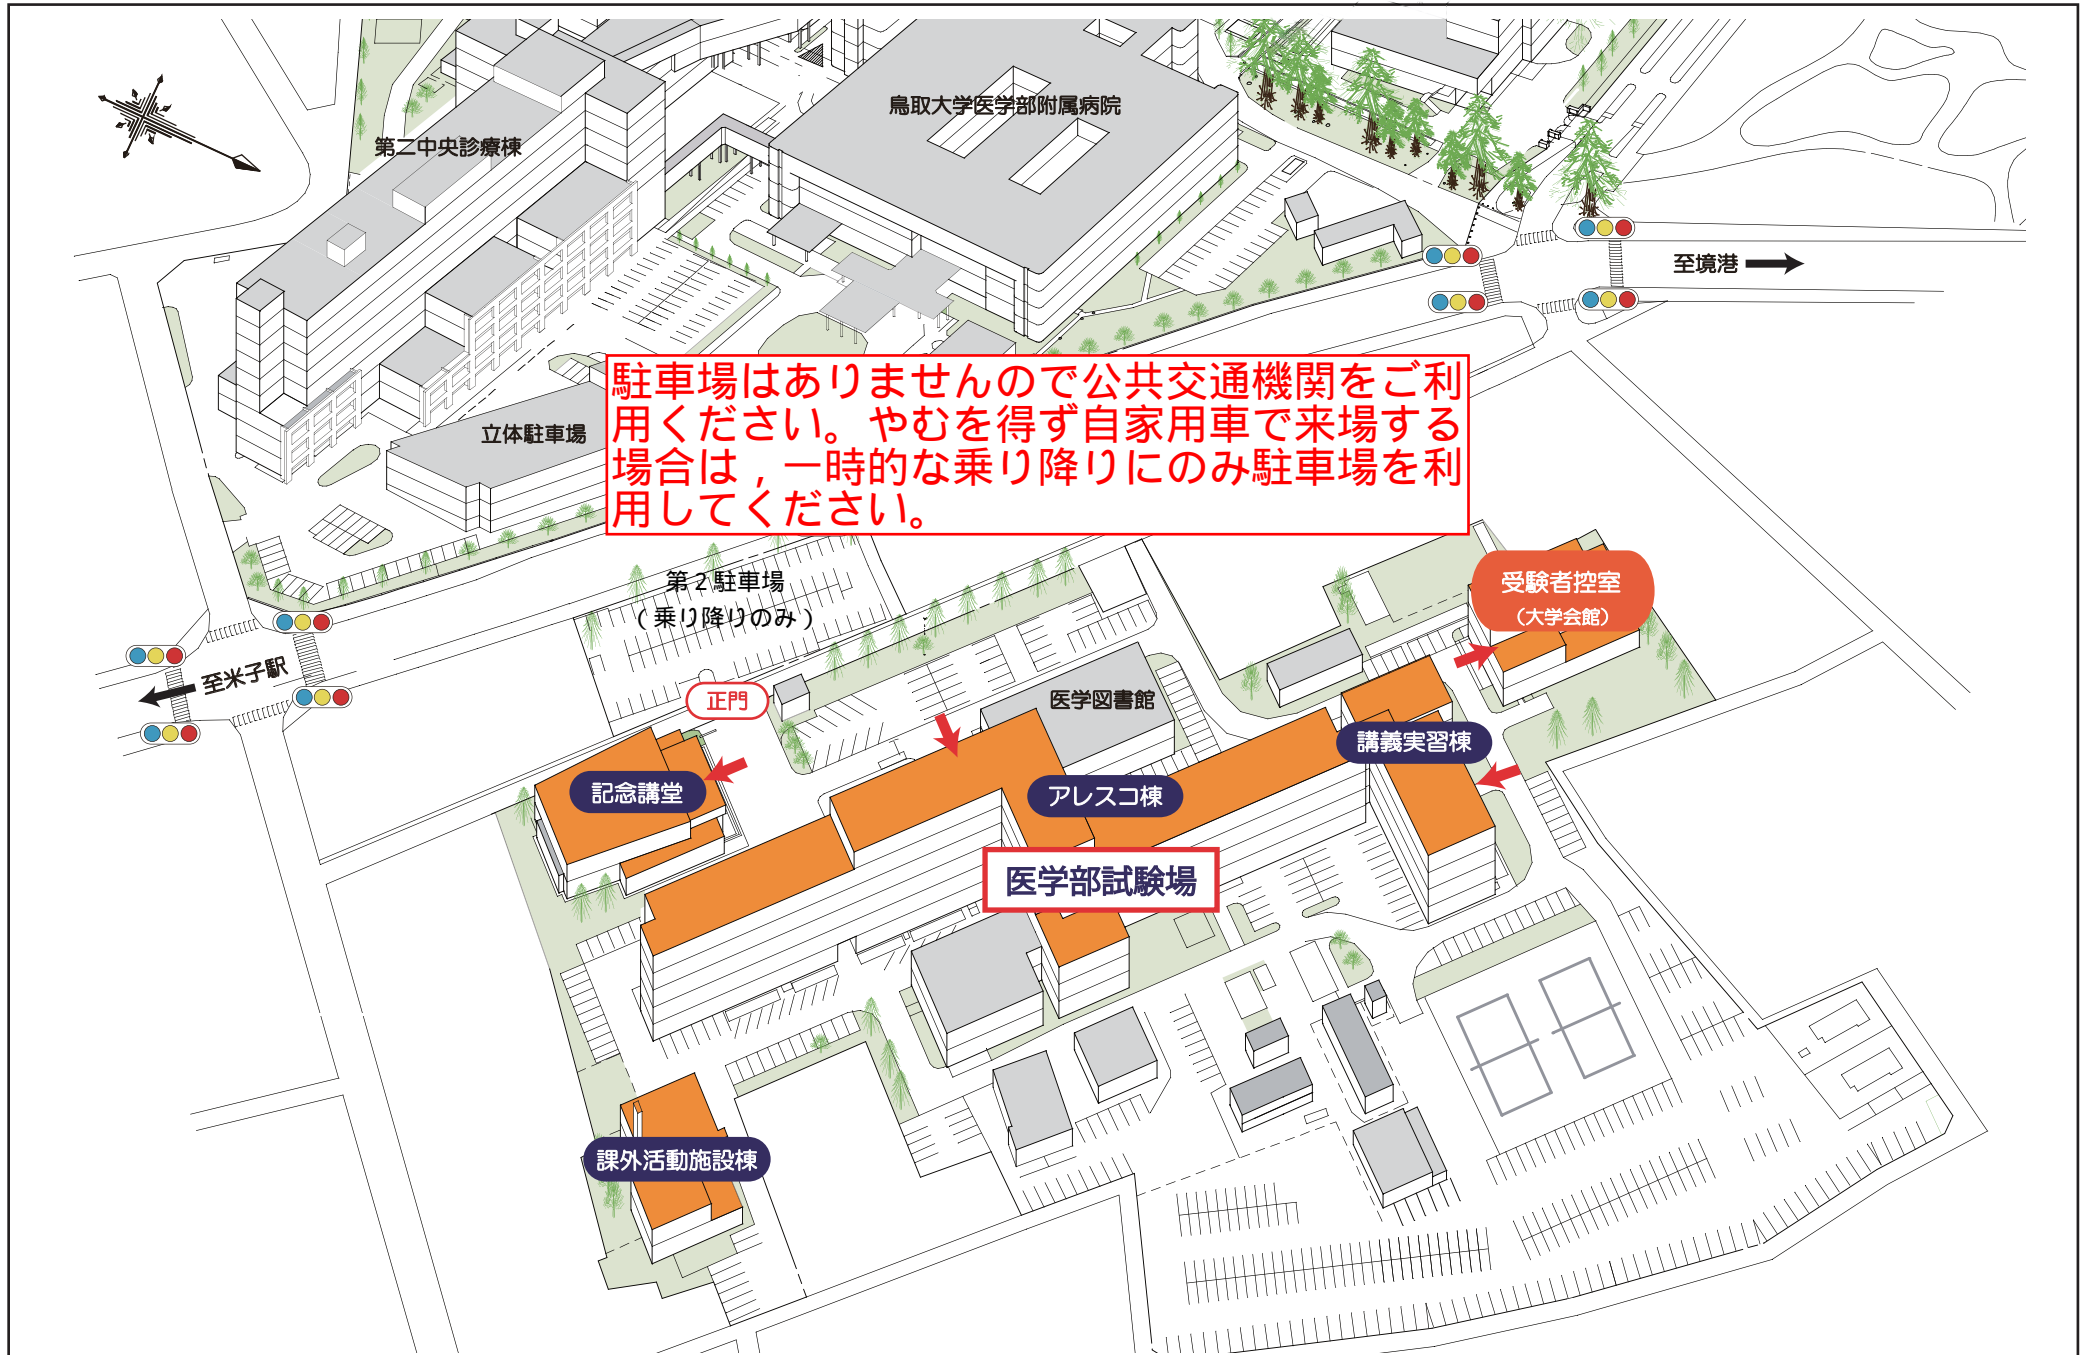 鳥取大学医学部附属病院
第二中央診療棟
至境港
駐車場はありませんので公共交通機関をご利
用ください。やむを得ず自家用車で来場する
場合は，一時的な乗り降りにのみ駐車場を利
用してください。
立体駐車場
第２駐車場
（乗り降りのみ）
受験者控室
（大学会館）
至米子駅
正門
医学図書館
講義実習棟
記念講堂
アレスコ棟
医学部試験場
課外活動施設棟